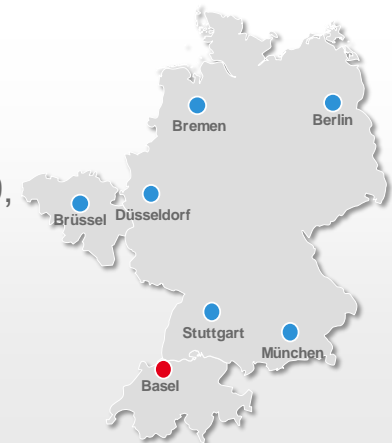 Bremen
Berlin
),
Brüssel
Düsseldorf
Stuttgart
München
Basel